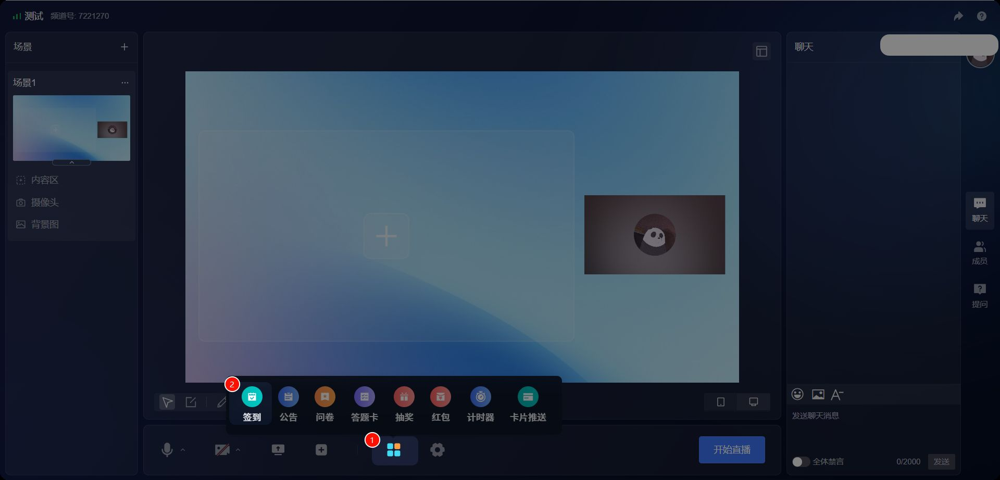 测试 频道号: 7221270
场景
场景1
内容区
摄像头
背景图
2
签到 公告 问卷 答题卡 抽奖 红包 计时器 卡片推送
1
开始直播
聊天
发送聊天消息
全体禁言 0/2000 发送
聊天
成员
提问